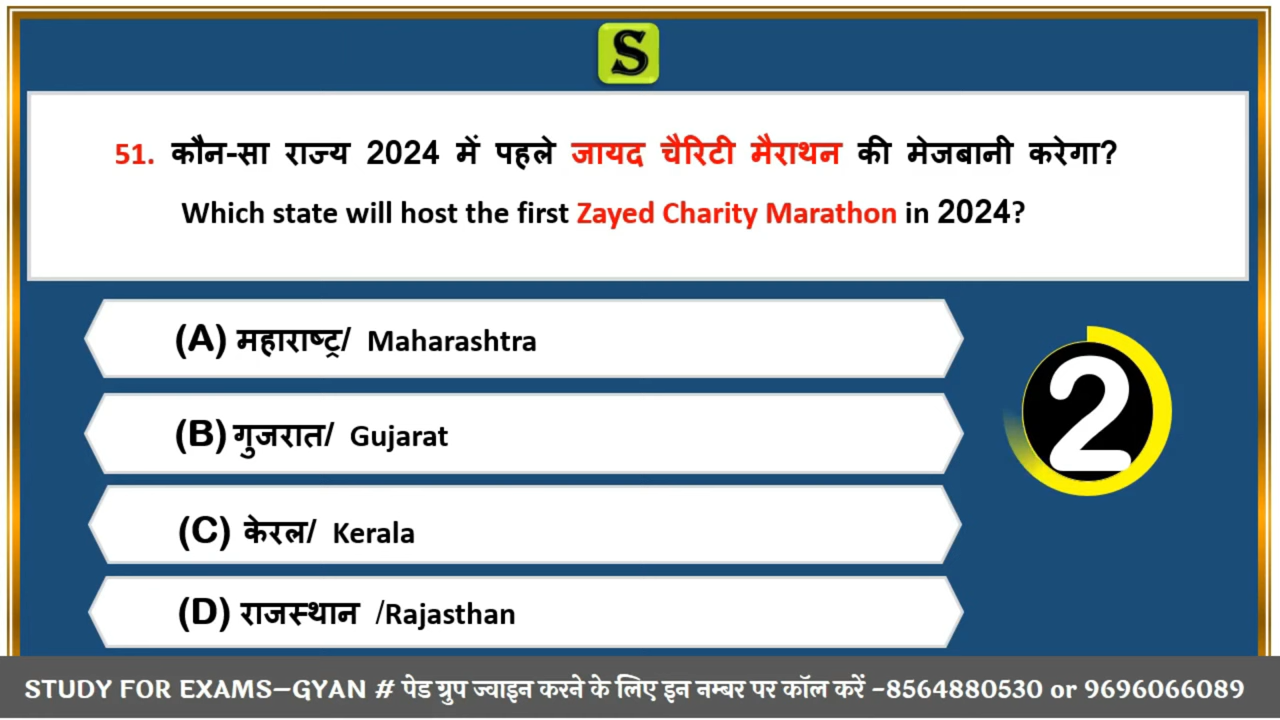 S
51. कौन-सा राज्य 2024 में पहले जायद चैरिटी मैराथन की मेजबानी करेगा?
Which state will host the first Zayed Charity Marathon in 2024?
(A) महाराष्ट्र/ Maharashtra
(B) गुजरात/ Gujarat
2
(C) केरल/ Kerala
(D) राजस्थान /Rajasthan
STUDY FOR EXAMS–GYAN # पेड ग्रुप ज्वाइन करने के लिए इन नम्बर पर कॉल करें -8564880530 or 9696066089